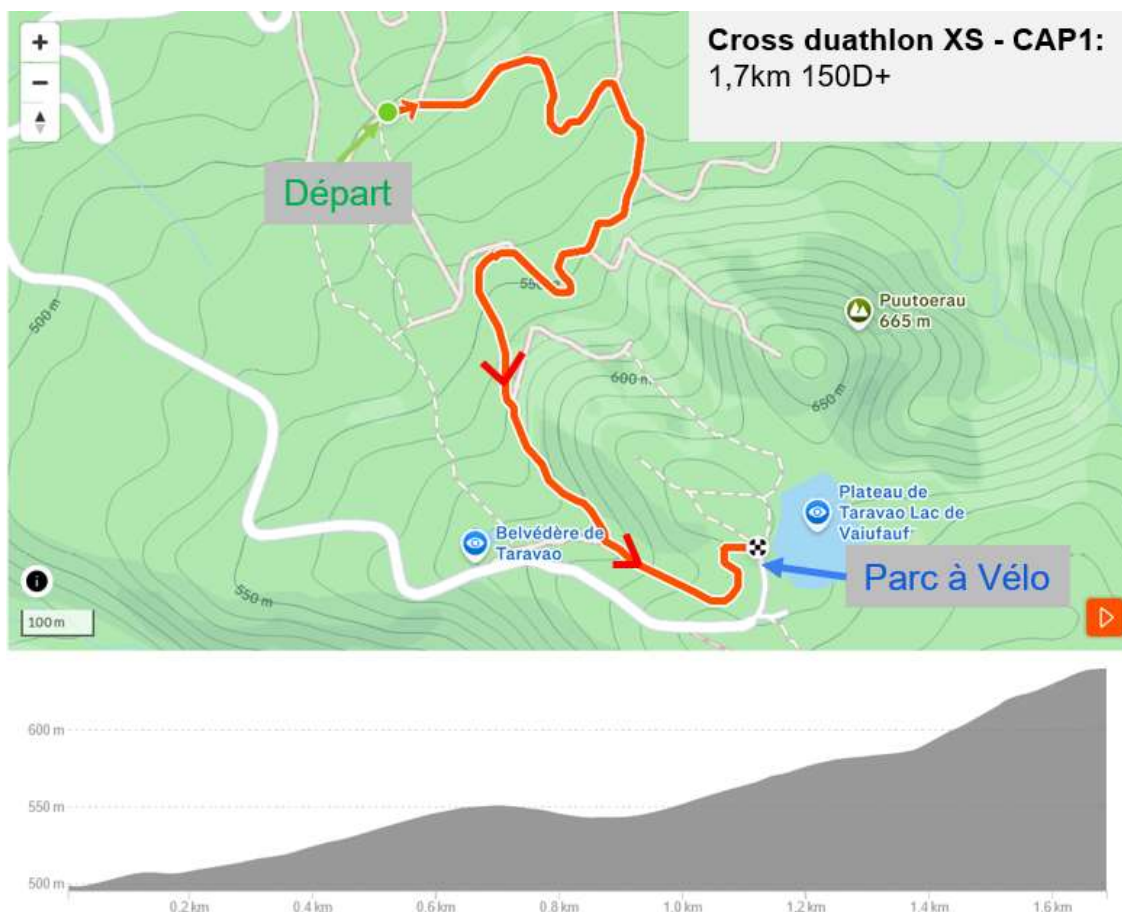 Cross duathlon XS - CAP1:
1,7km 150D+
+
−
Départ
500 m
550 m
Puutoerau
665 m
600 m
650 m
Plateau de
Taravao Lac de
Vaiufauf
Belvédère de
Taravao
Parc à Vélo
550 m
100 m
600 m
550 m
500 m
0.2 km
0.4 km
0.6 km
0.8 km
1.0 km
1.2 km
1.4 km
1.6 km